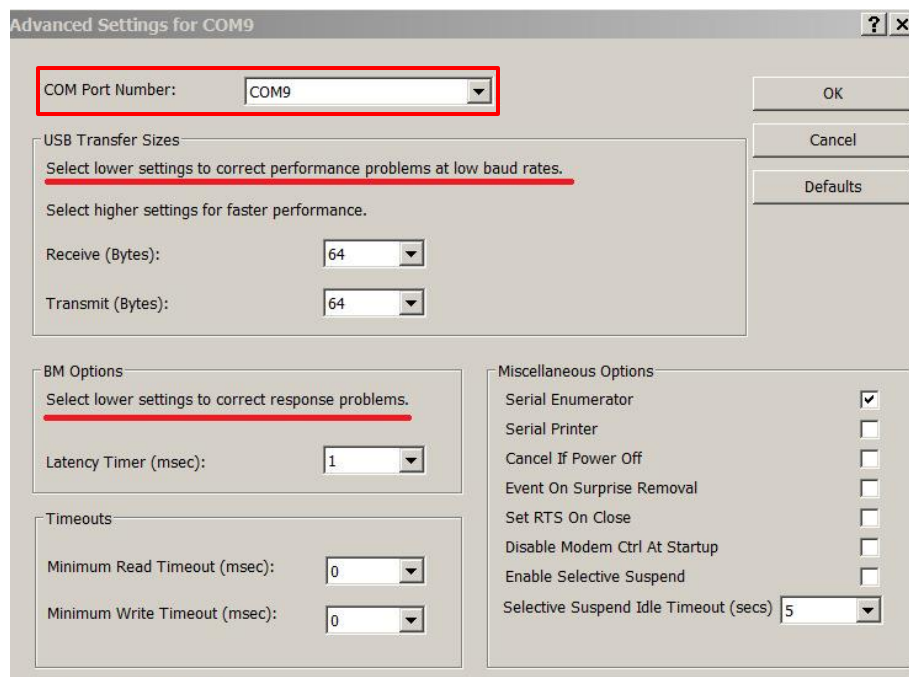 Advanced Settings for COM9
COM Port Number: COM9
OK
USB Transfer Sizes
Cancel
Select lower settings to correct performance problems at low baud rates.
Defaults
Select higher settings for faster performance.
Receive (Bytes): 64
Transmit (Bytes): 64
BM Options
Select lower settings to correct response problems.
Latency Timer (msec): 1
Timeouts
Minimum Read Timeout (msec): 0
Minimum Write Timeout (msec): 0
Miscellaneous Options
Serial Enumerator
Serial Printer
Cancel If Power Off
Event On Surprise Removal
Set RTS On Close
Disable Modem Ctrl At Startup
Enable Selective Suspend
Selective Suspend Idle Timeout (secs) 5